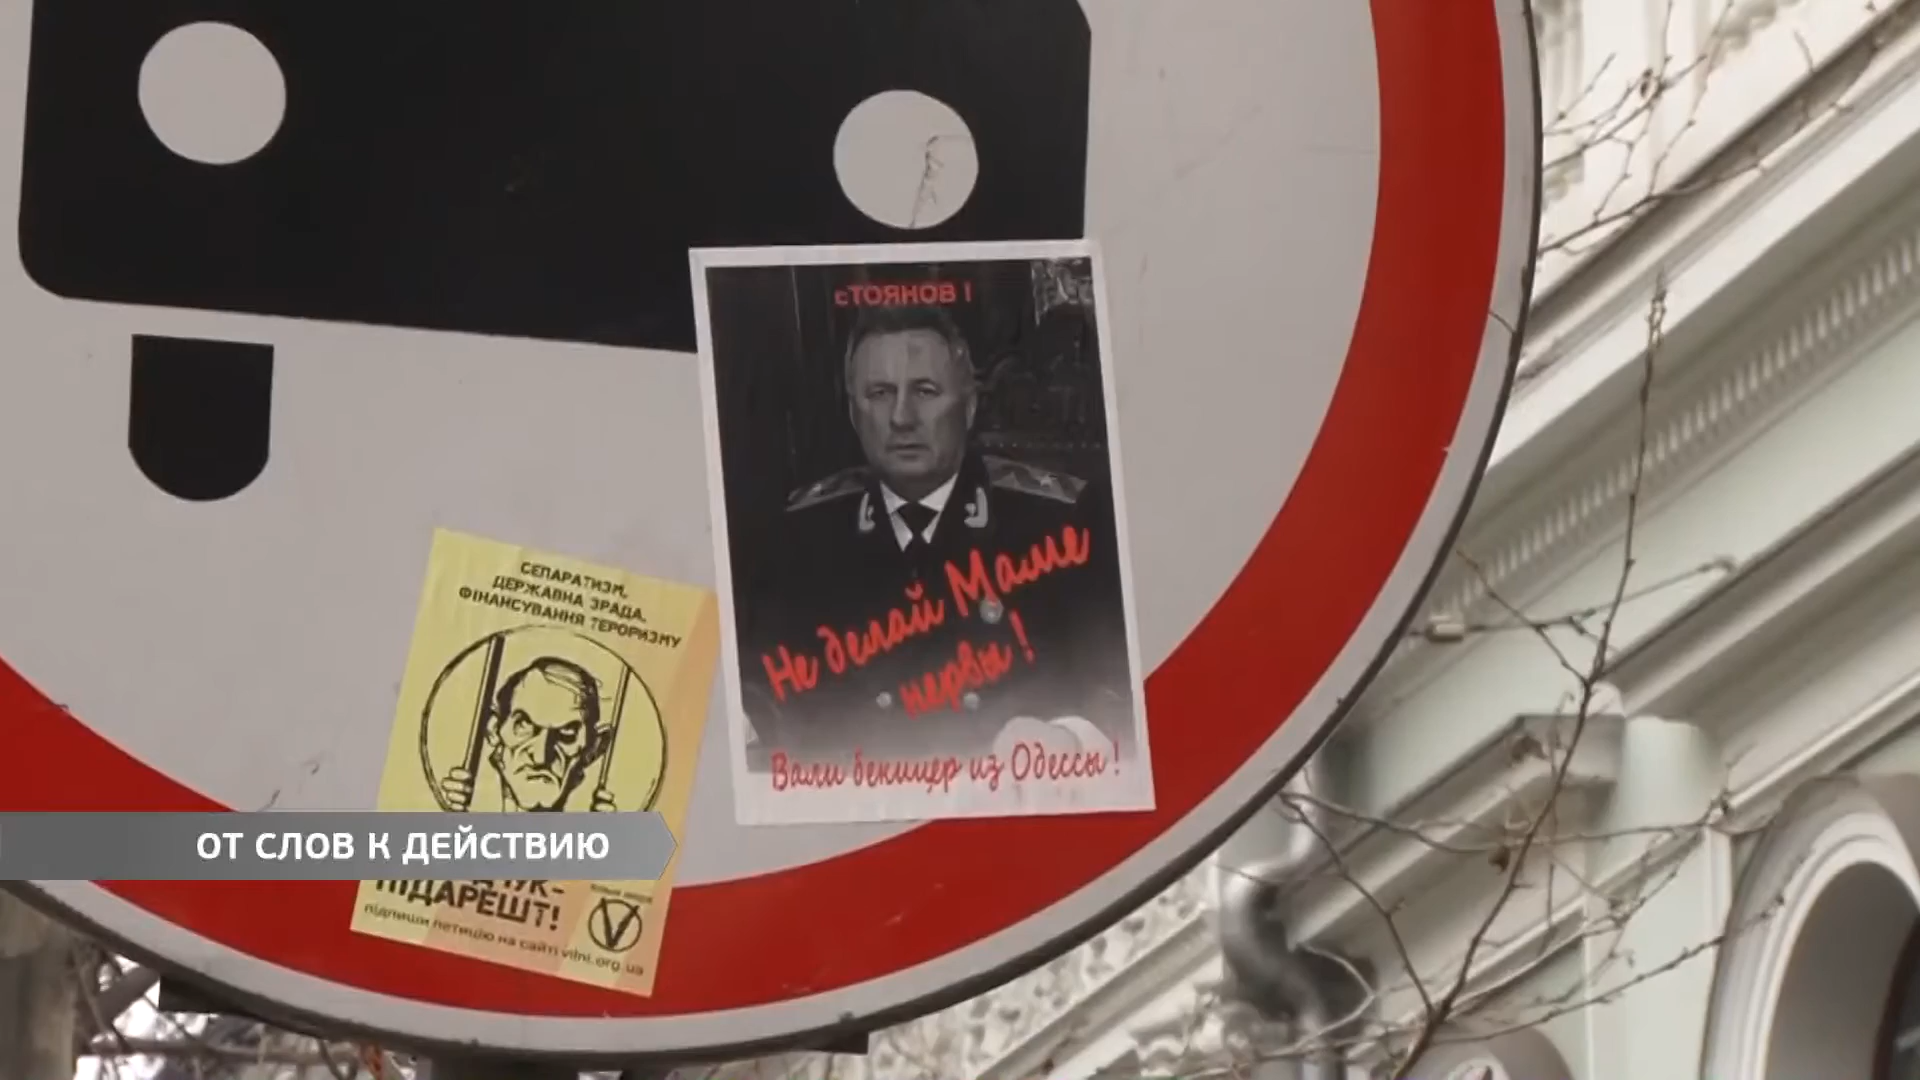 сТОЯНОВ !
Не делай Маме
нервы !
Вали бекицер из Одессы !
СЕПАРАТИЗМ,
ДЕРЖАВНА ЗРАДА,
ФІНАНСУВАННЯ ТЕРОРИЗМУ
ОТ СЛОВ К ДЕЙСТВИЮ
ПІДАРЕШТ!
підпиши петицію на сайті vilni.org.ua